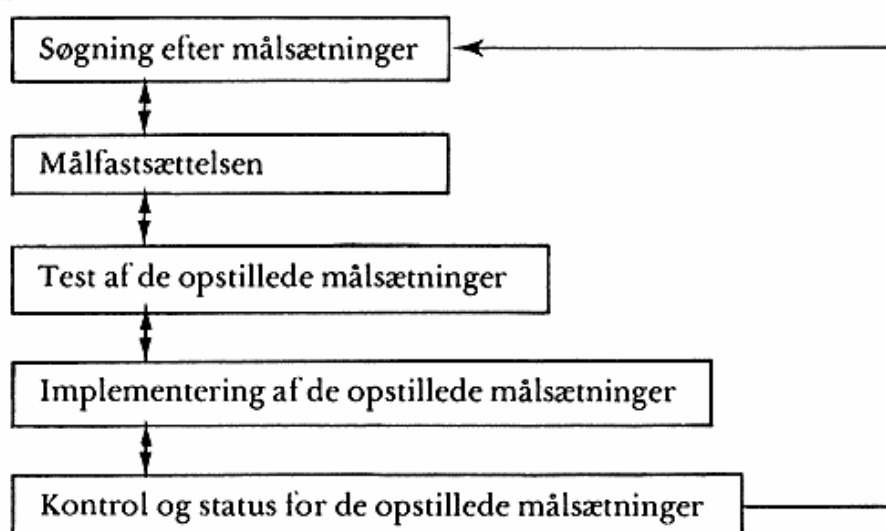 Søgning efter målsætninger
Målfastsættelsen
Test af de opstillede målsætninger
Implementering af de opstillede målsætninger
Kontrol og status for de opstillede målsætninger